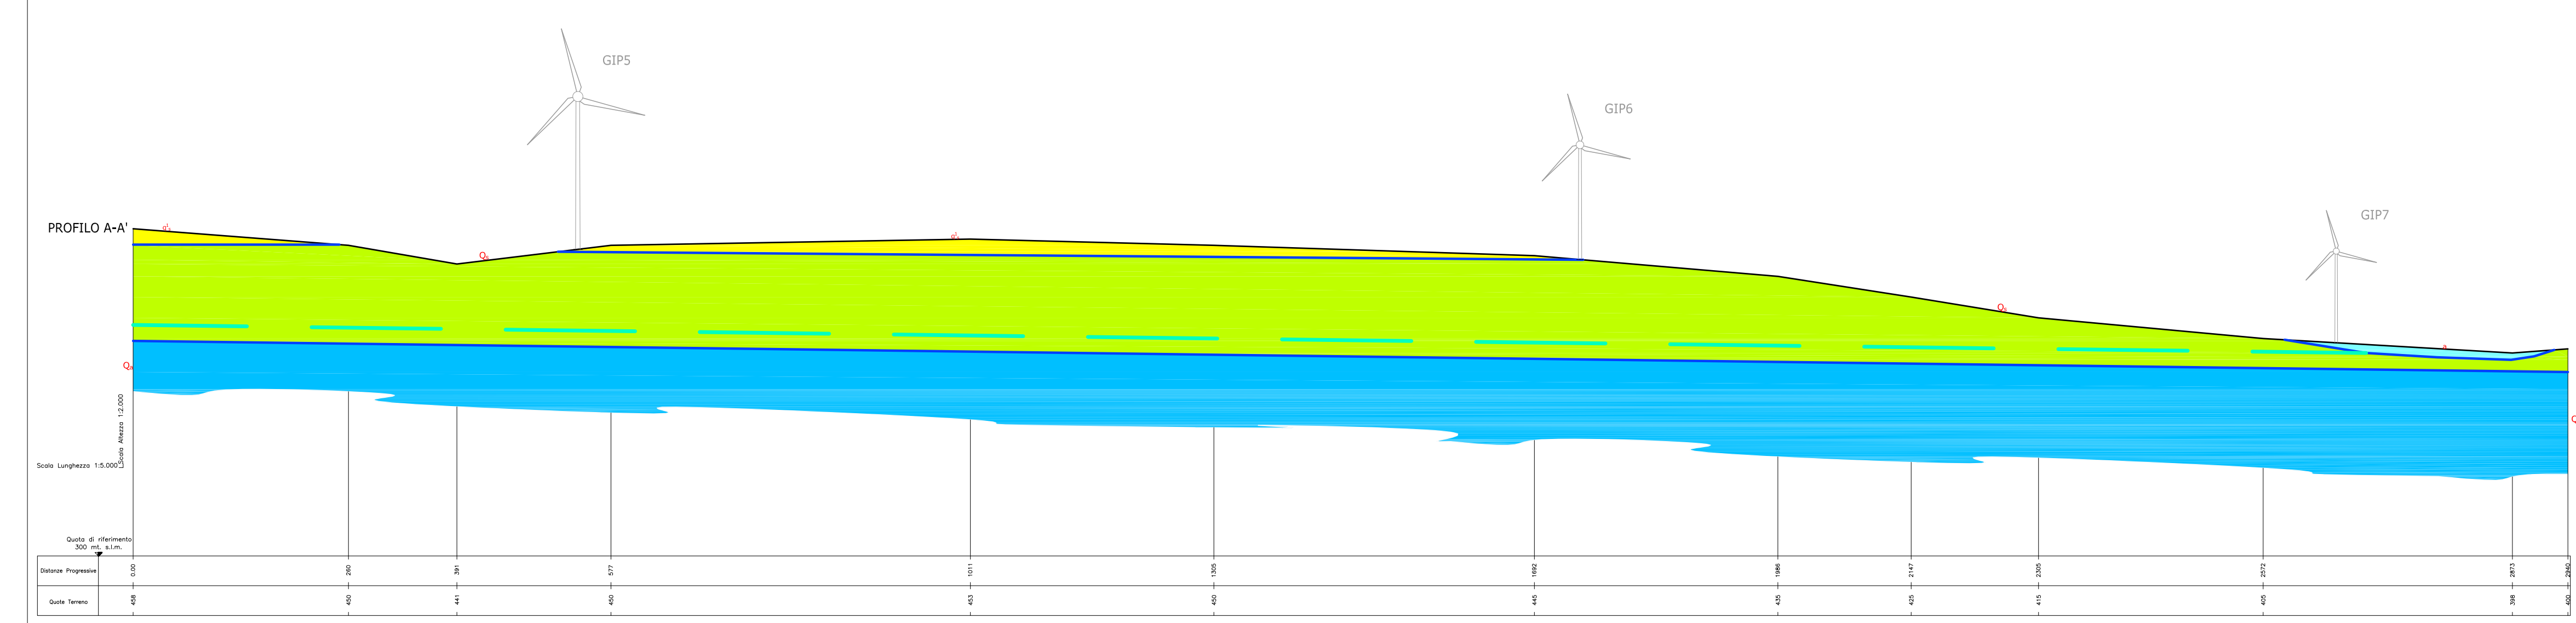 GIP5
GIP6
GIP7
PROFILO A-A'
Scala Altezza 1:2.000
Scala Lunghezza 1:5.000
Quota di riferimento
300 mt. s.l.m.
Distanze Progressive 0.00 260 391 577 1011 1305 1692 1986 2147 2305 2572 2873 2940
Quote Terreno 458 450 441 450 453 450 445 435 425 415 405 398 400